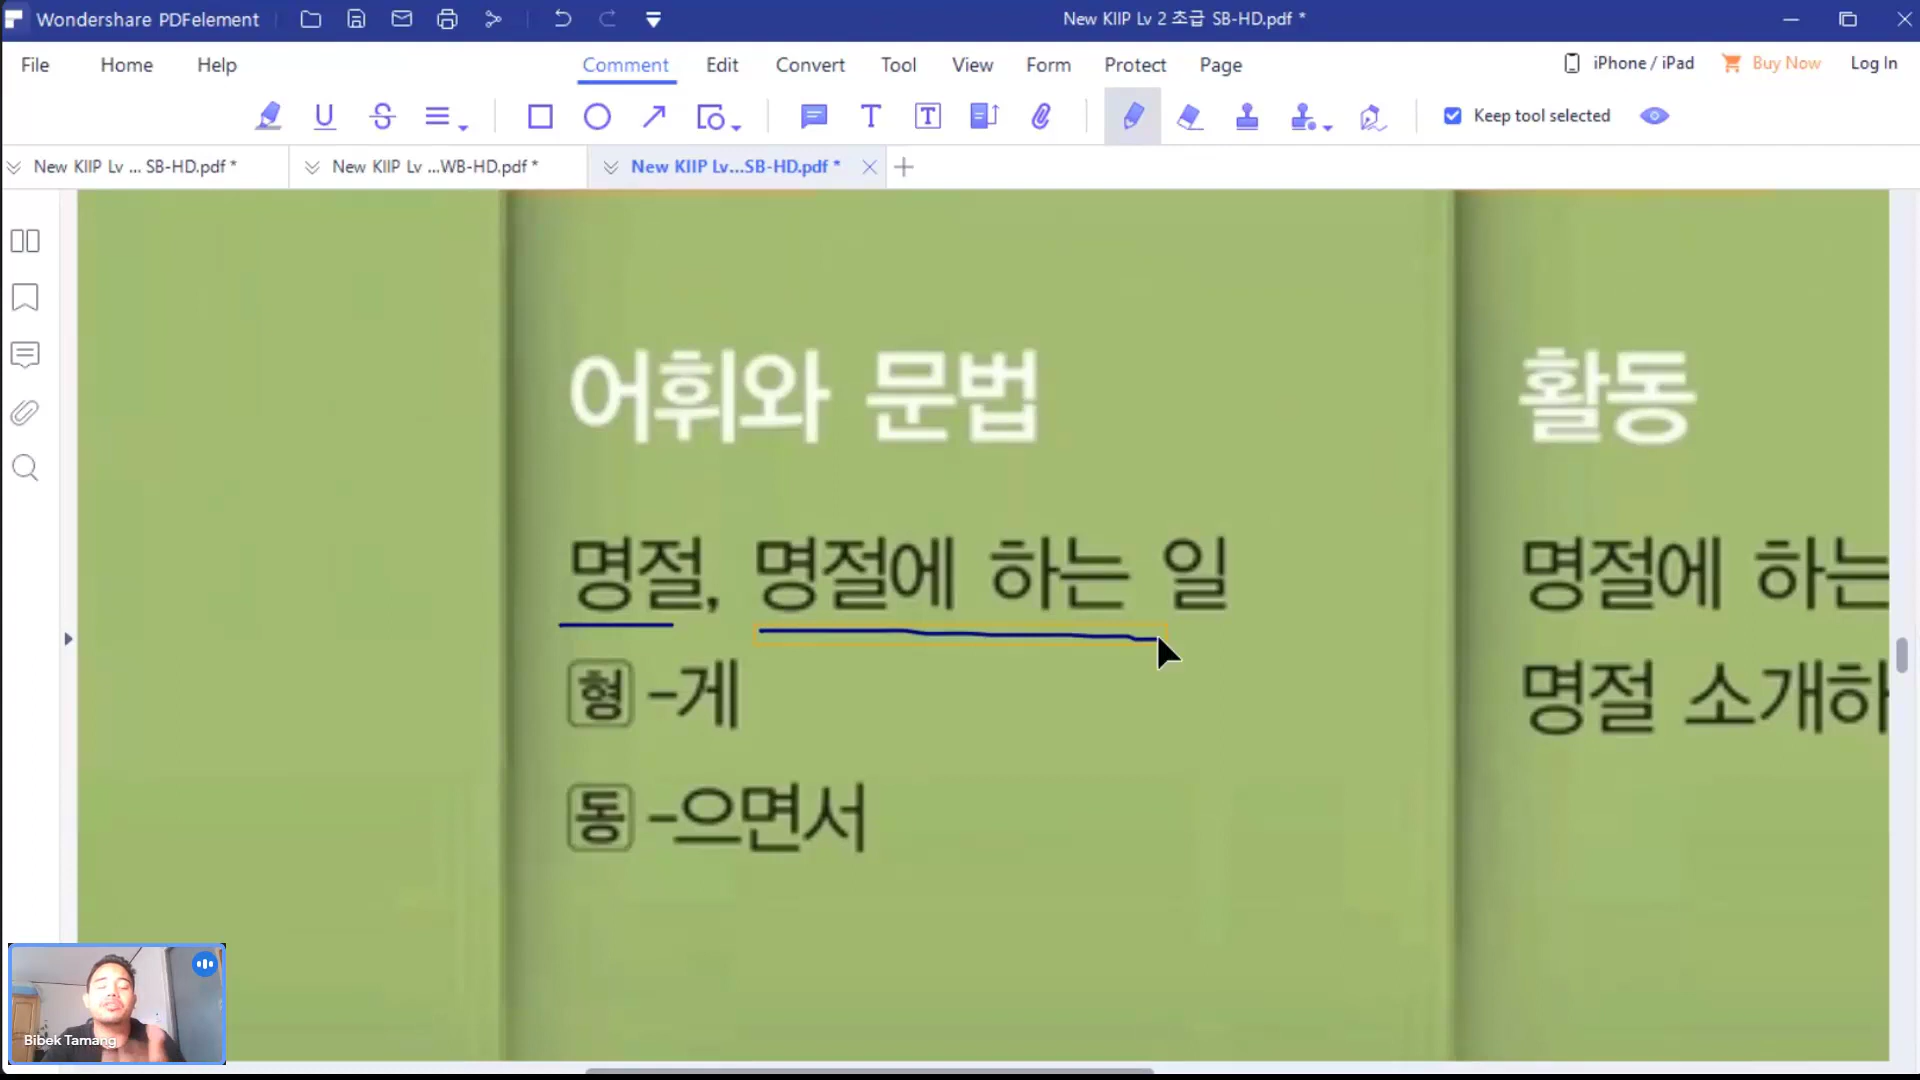 Wondershare PDFelement
New KIIP Lv 2 초급 SB-HD.pdf *
File Home Help Comment Edit Convert Tool View Form Protect Page iPhone / iPad Buy Now Log In
Keep tool selected
New KIIP Lv ... SB-HD.pdf * New KIIP Lv ...WB-HD.pdf * New KIIP Lv...SB-HD.pdf *
어휘와 문법
명절, 명절에 하는 일
형 -게
동 -으면서
활동
명절에 하는
명절 소개하
Bibek Tamang